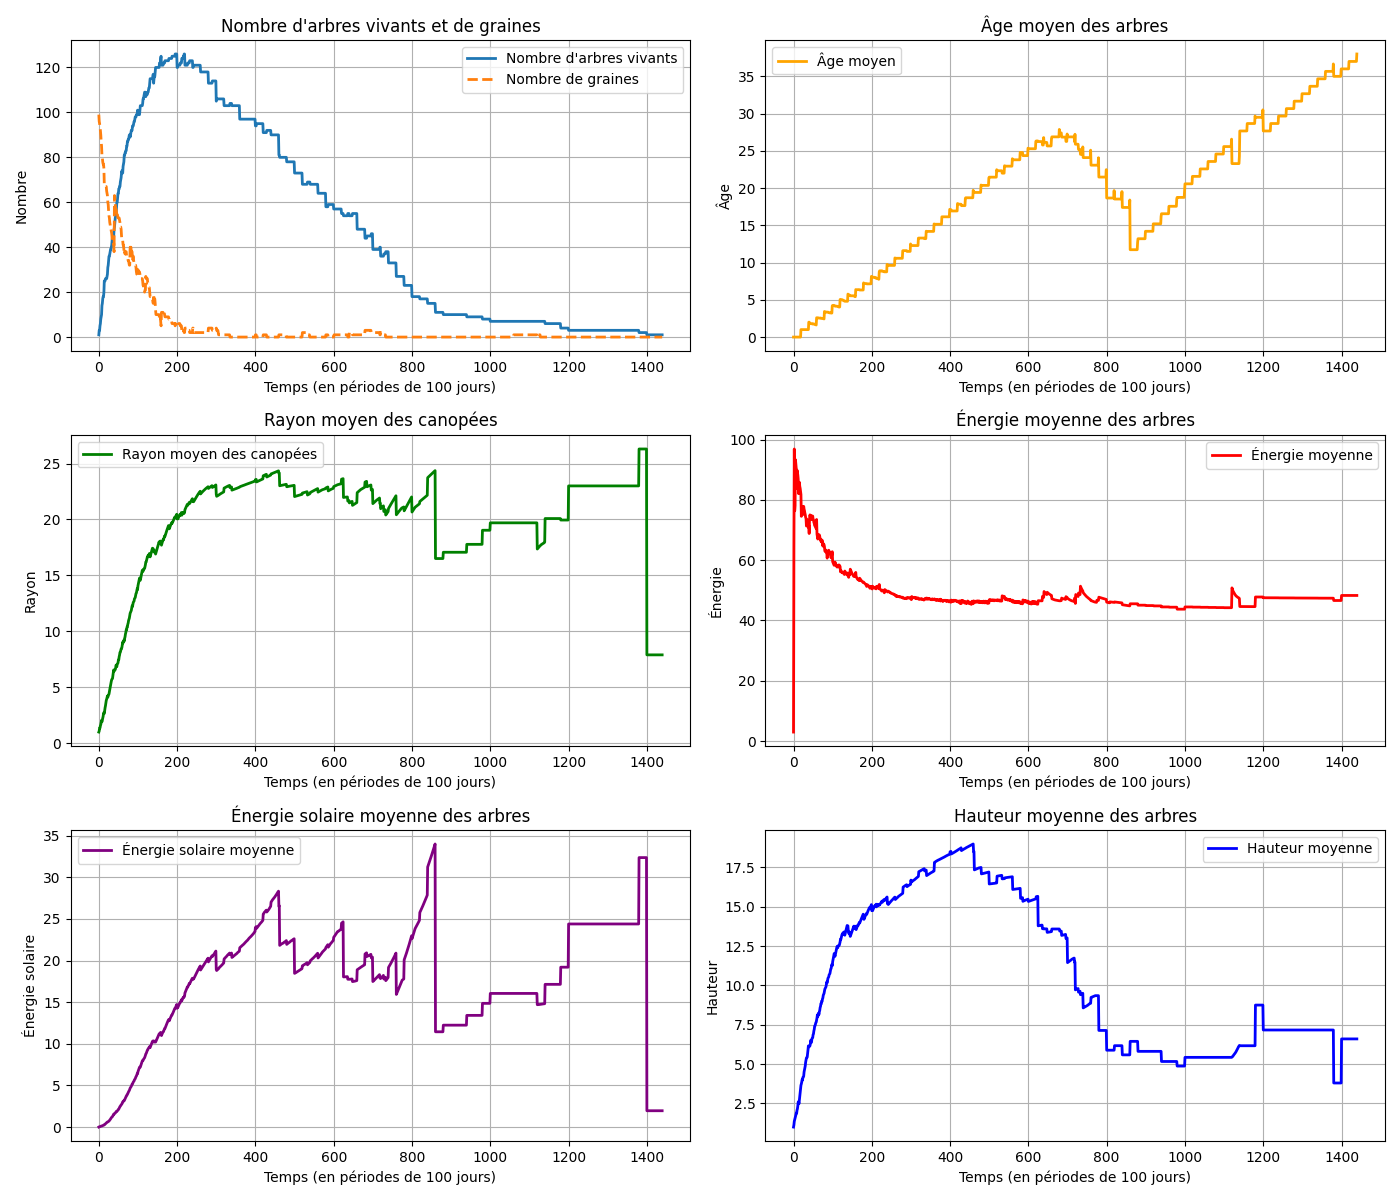 Nombre d'arbres vivants et de graines
Nombre d'arbres vivants
Nombre de graines
Nombre
0
20
40
60
80
100
120
0 200 400 600 800 1000 1200 1400
Temps (en périodes de 100 jours)
Âge moyen des arbres
Âge moyen
Âge
0
5
10
15
20
25
30
35
0 200 400 600 800 1000 1200 1400
Temps (en périodes de 100 jours)
Rayon moyen des canopées
Rayon moyen des canopées
Rayon
0
5
10
15
20
25
0 200 400 600 800 1000 1200 1400
Temps (en périodes de 100 jours)
Énergie moyenne des arbres
Énergie moyenne
Énergie
0
20
40
60
80
100
0 200 400 600 800 1000 1200 1400
Temps (en périodes de 100 jours)
Énergie solaire moyenne des arbres
Énergie solaire moyenne
Énergie solaire
0
5
10
15
20
25
30
35
0 200 400 600 800 1000 1200 1400
Temps (en périodes de 100 jours)
Hauteur moyenne des arbres
Hauteur moyenne
Hauteur
2.5
5.0
7.5
10.0
12.5
15.0
17.5
0 200 400 600 800 1000 1200 1400
Temps (en périodes de 100 jours)